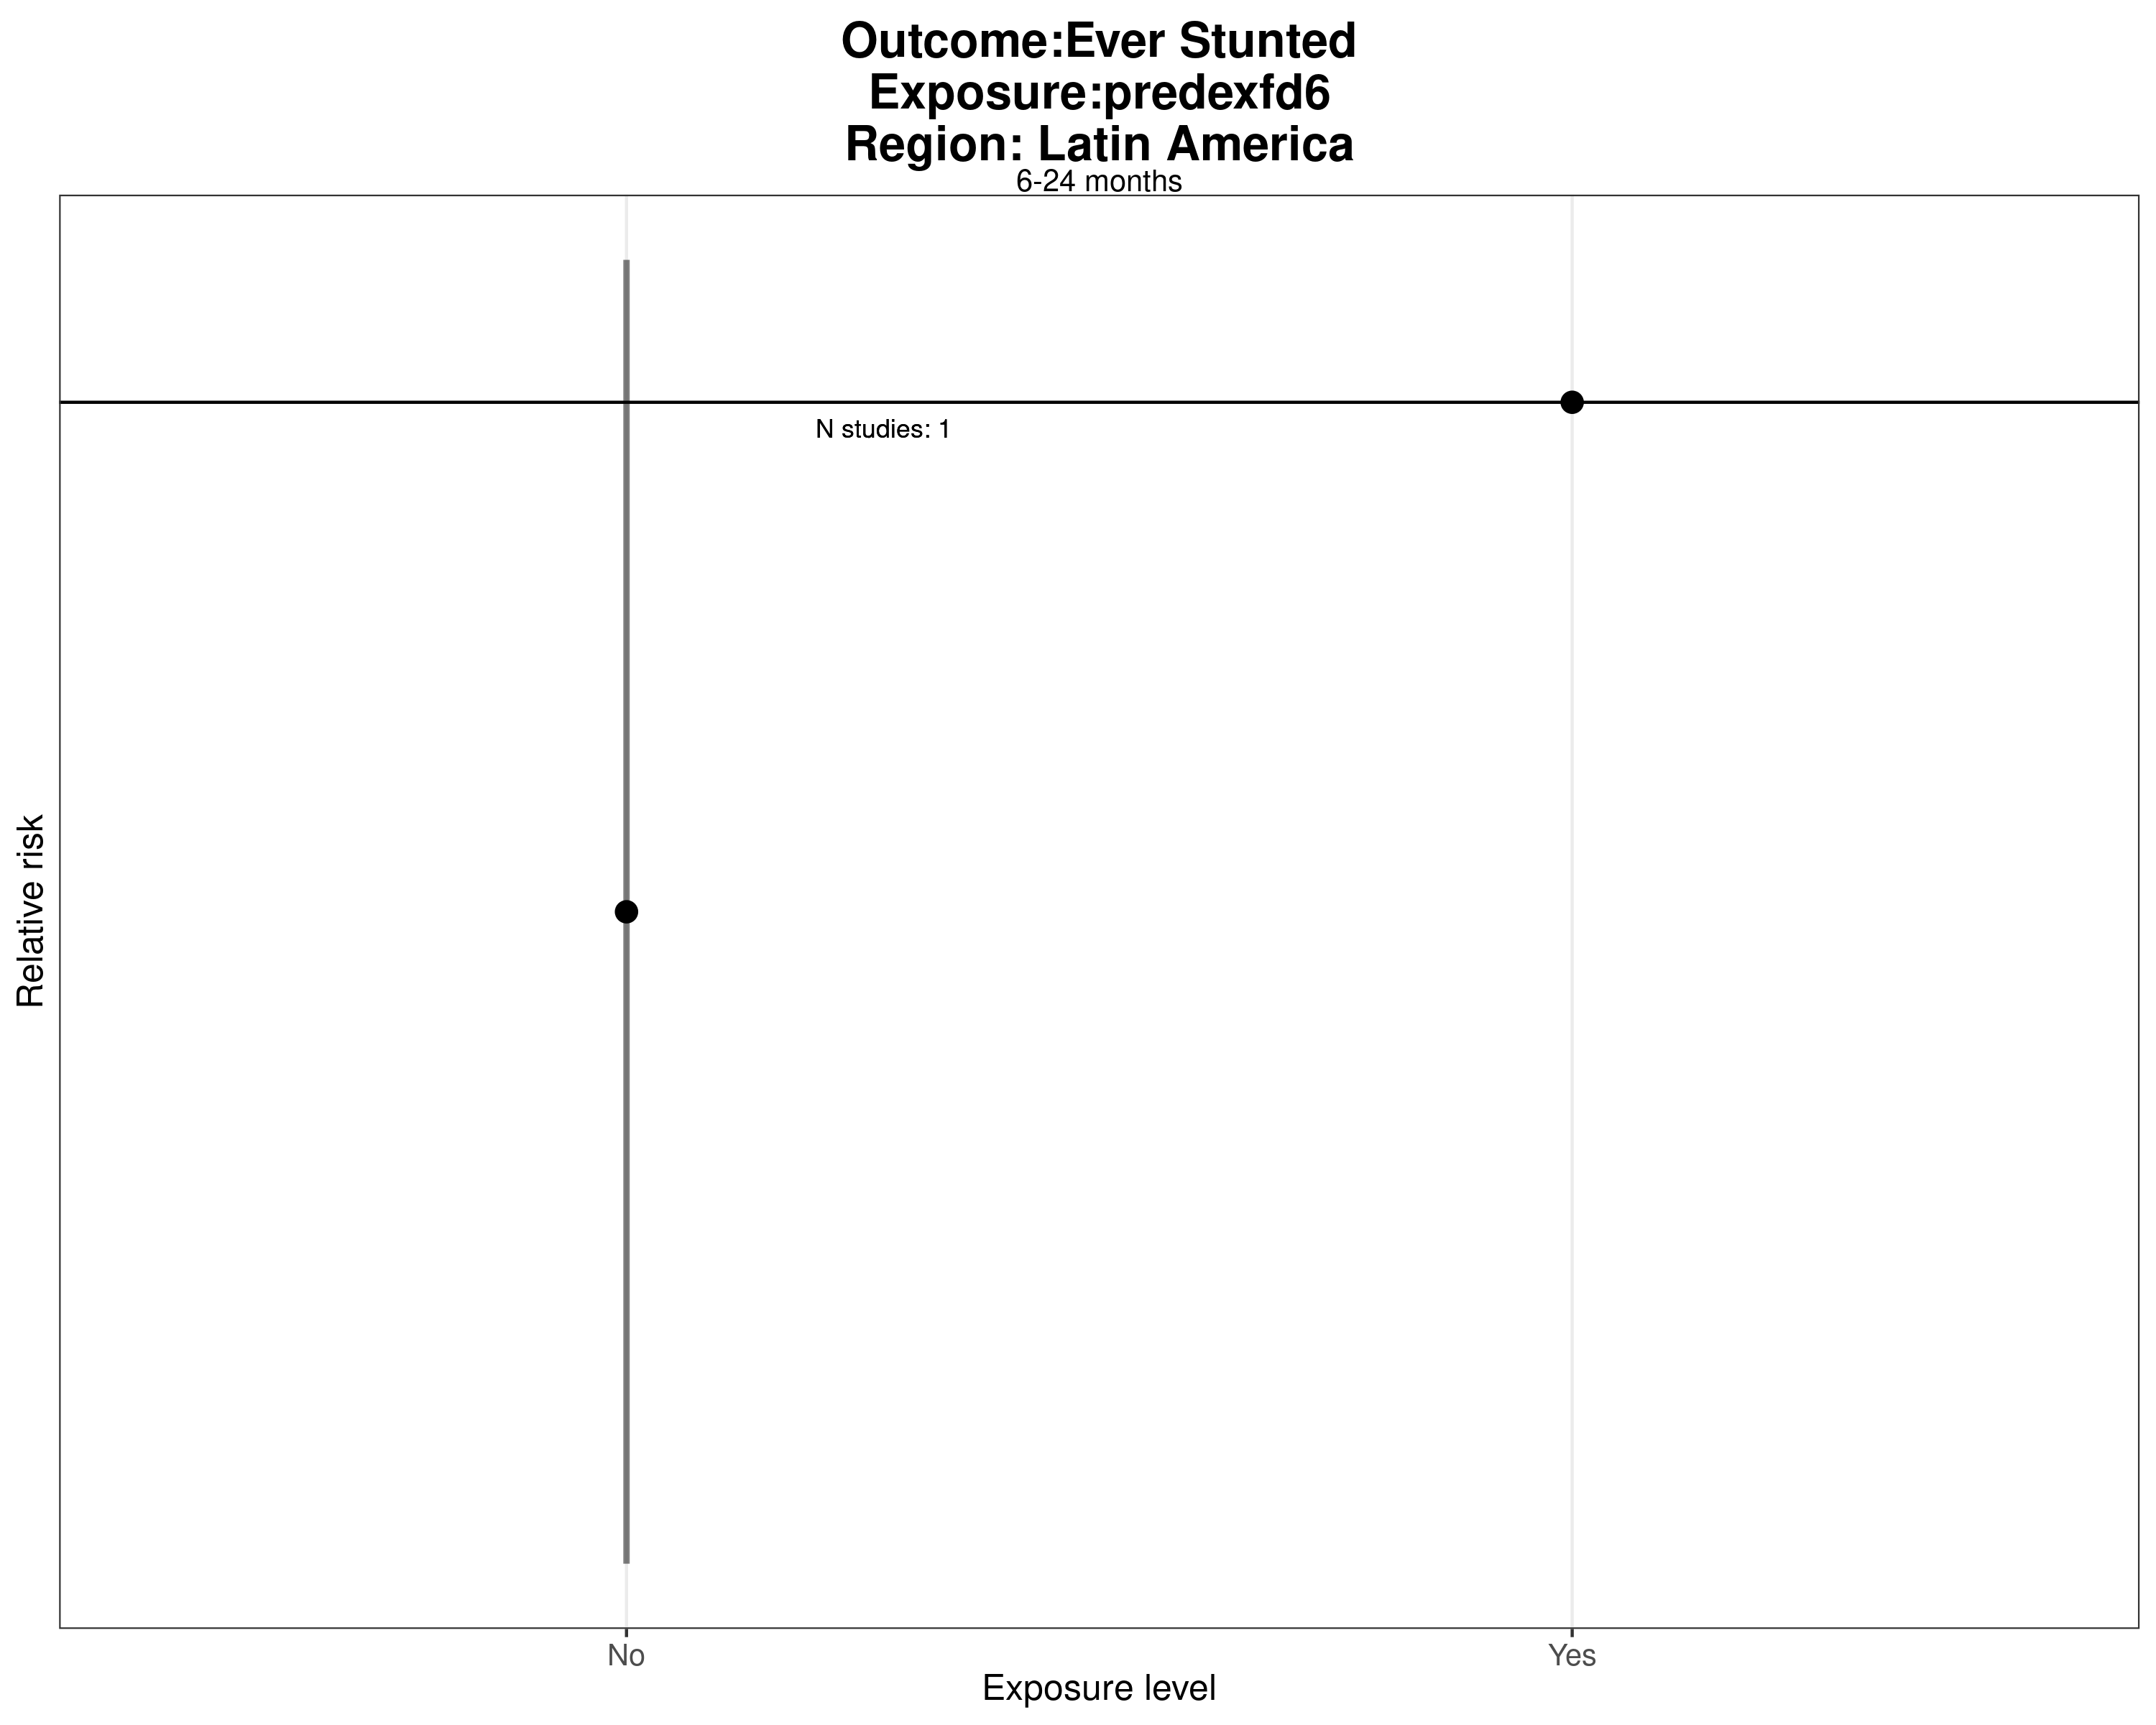 Outcome:Ever Stunted
Exposure:predexfd6
Region: Latin America
6-24 months
N studies: 1
Relative risk
No
Yes
Exposure level